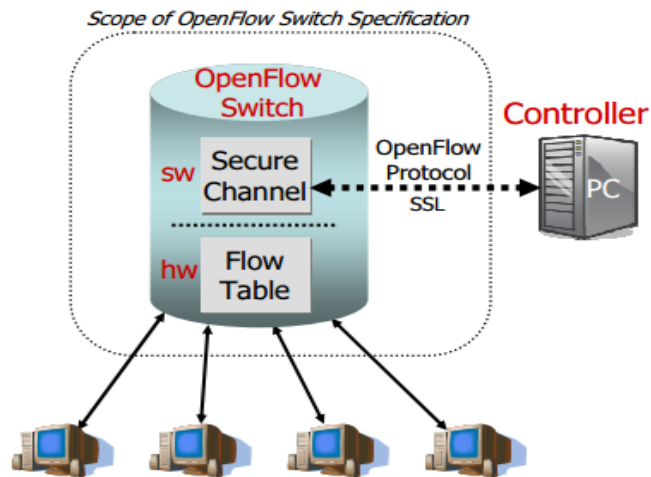 Scope of OpenFlow Switch Specification
OpenFlow
Switch
Controller
sw
Secure
Channel
OpenFlow
Protocol
SSL
PC
hw
Flow
Table